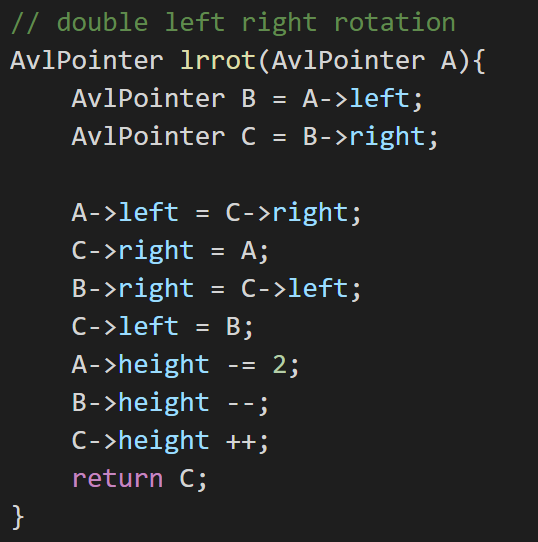 // double left right rotation
AvlPointer lrrot(AvlPointer A){
    AvlPointer B = A->left;
    AvlPointer C = B->right;

    A->left = C->right;
    C->right = A;
    B->right = C->left;
    C->left = B;
    A->height -= 2;
    B->height --;
    C->height ++;
    return C;
}